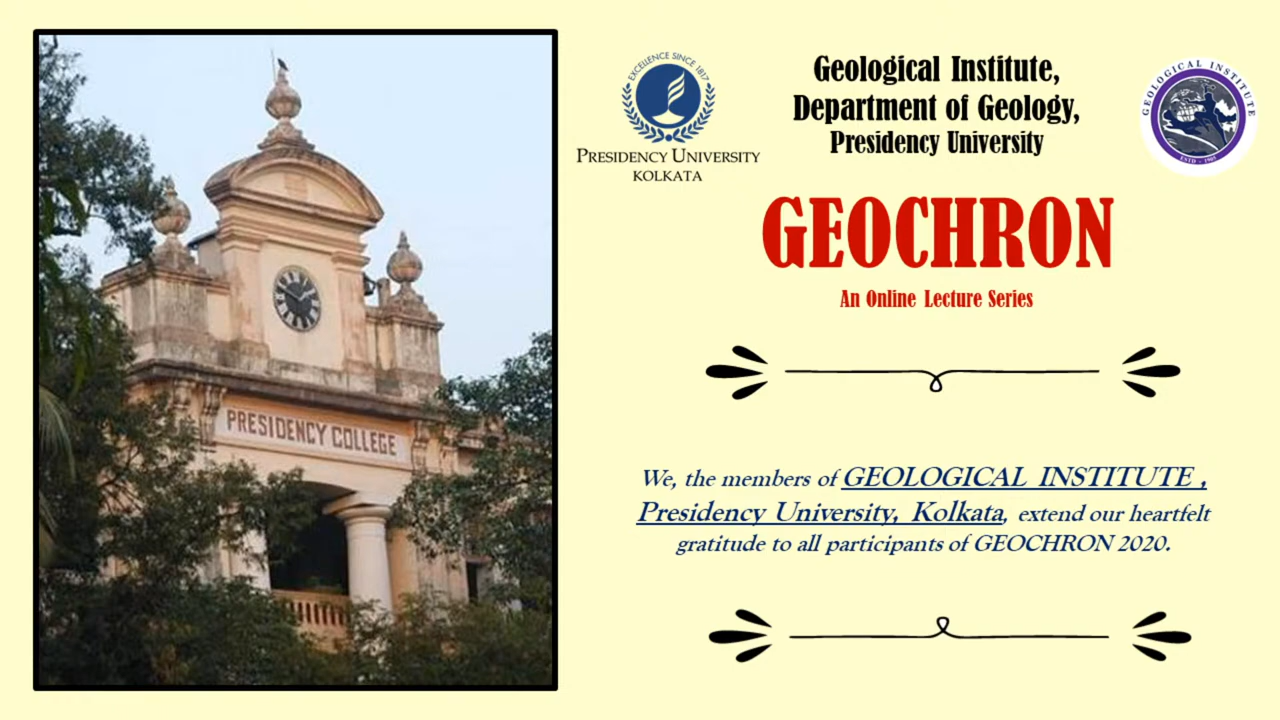 PRESIDENCY COLLEGE
EXCELLENCE SINCE 1817
PRESIDENCY UNIVERSITY
KOLKATA
Geological Institute,
Department of Geology,
Presidency University
GEOLOGICAL INSTITUTE
ESTD - 1905
GEOCHRON
An Online Lecture Series
We, the members of GEOLOGICAL INSTITUTE ,
Presidency University, Kolkata, extend our heartfelt
gratitude to all participants of GEOCHRON 2020.